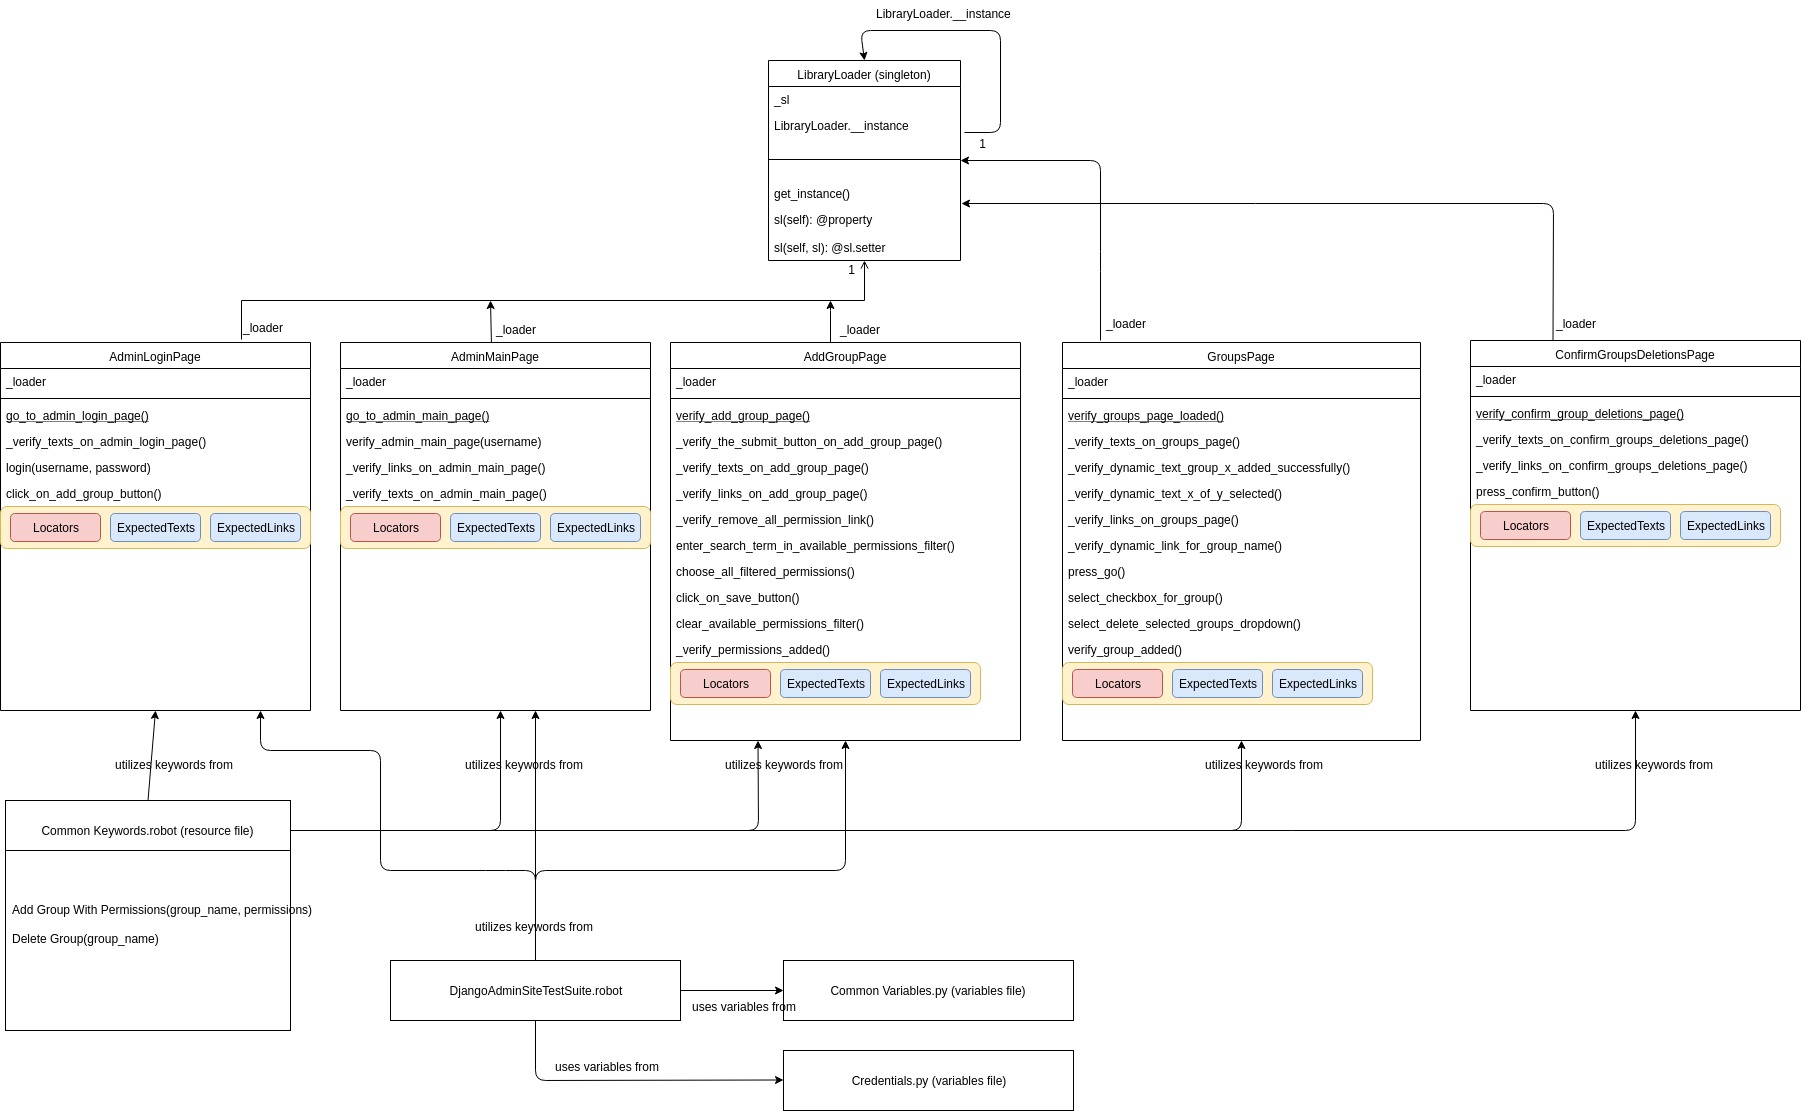 LibraryLoader.__instance
LibraryLoader (singleton)
_sl
LibraryLoader.__instance
1
get_instance()
sl(self): @property
sl(self, sl): @sl.setter
1
_loader
_loader
_loader
_loader
_loader
AdminLoginPage
_loader
go_to_admin_login_page()
_verify_texts_on_admin_login_page()
login(username, password)
click_on_add_group_button()
Locators
ExpectedTexts
ExpectedLinks
AdminMainPage
_loader
go_to_admin_main_page()
verify_admin_main_page(username)
_verify_links_on_admin_main_page()
_verify_texts_on_admin_main_page()
Locators
ExpectedTexts
ExpectedLinks
AddGroupPage
_loader
verify_add_group_page()
_verify_the_submit_button_on_add_group_page()
_verify_texts_on_add_group_page()
_verify_links_on_add_group_page()
_verify_remove_all_permission_link()
enter_search_term_in_available_permissions_filter()
choose_all_filtered_permissions()
click_on_save_button()
clear_available_permissions_filter()
_verify_permissions_added()
Locators
ExpectedTexts
ExpectedLinks
GroupsPage
_loader
verify_groups_page_loaded()
_verify_texts_on_groups_page()
_verify_dynamic_text_group_x_added_successfully()
_verify_dynamic_text_x_of_y_selected()
_verify_links_on_groups_page()
_verify_dynamic_link_for_group_name()
press_go()
select_checkbox_for_group()
select_delete_selected_groups_dropdown()
verify_group_added()
Locators
ExpectedTexts
ExpectedLinks
ConfirmGroupsDeletionsPage
_loader
verify_confirm_group_deletions_page()
_verify_texts_on_confirm_groups_deletions_page()
_verify_links_on_confirm_groups_deletions_page()
press_confirm_button()
Locators
ExpectedTexts
ExpectedLinks
utilizes keywords from
utilizes keywords from
utilizes keywords from
utilizes keywords from
utilizes keywords from
Common Keywords.robot (resource file)
Add Group With Permissions(group_name, permissions)
Delete Group(group_name)
utilizes keywords from
DjangoAdminSiteTestSuite.robot
uses variables from
Common Variables.py (variables file)
uses variables from
Credentials.py (variables file)